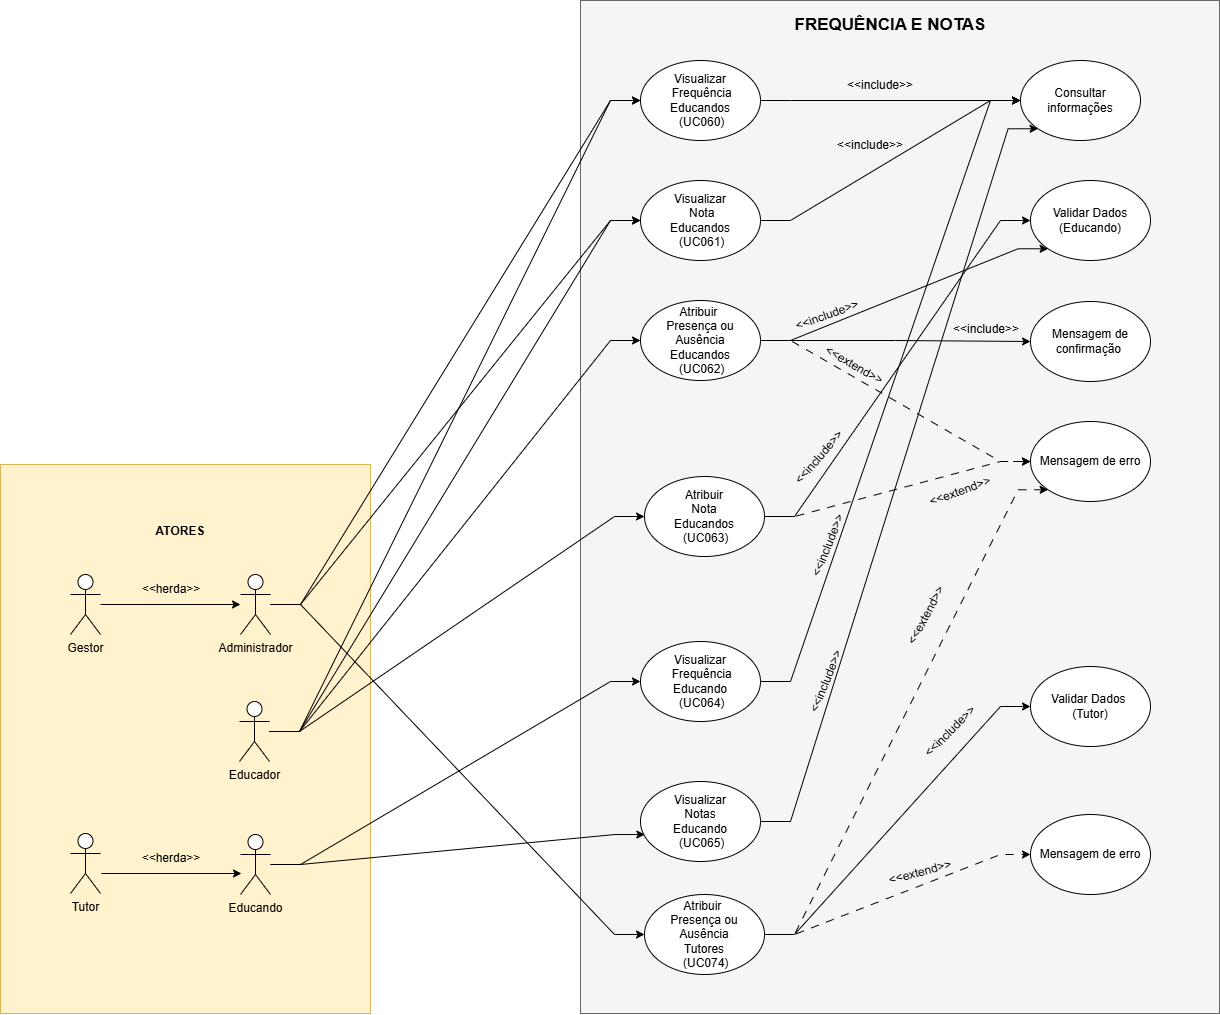 FREQUÊNCIA E NOTAS
Visualizar
Frequência
Educandos
(UC060)
<<include>>
Consultar
informações
<<include>>
Visualizar
Nota
Educandos
(UC061)
Validar Dados
(Educando)
Atribuir
Presença ou
Ausência
Educandos
(UC062)
<<include>>
<<include>>
Mensagem de
confirmação
<<extend>>
Mensagem de erro
<<include>>
<<extend>>
Atribuir
Nota
Educandos
(UC063)
<<include>>
<<extend>>
ATORES
<<herda>>
Gestor
Administrador
Visualizar
Frequência
Educando
(UC064)
<<include>>
Validar Dados
(Tutor)
<<include>>
Educador
Visualizar
Notas
Educando
(UC065)
<<herda>>
Tutor
Educando
<<extend>>
Mensagem de erro
Atribuir
Presença ou
Ausência
Tutores
(UC074)